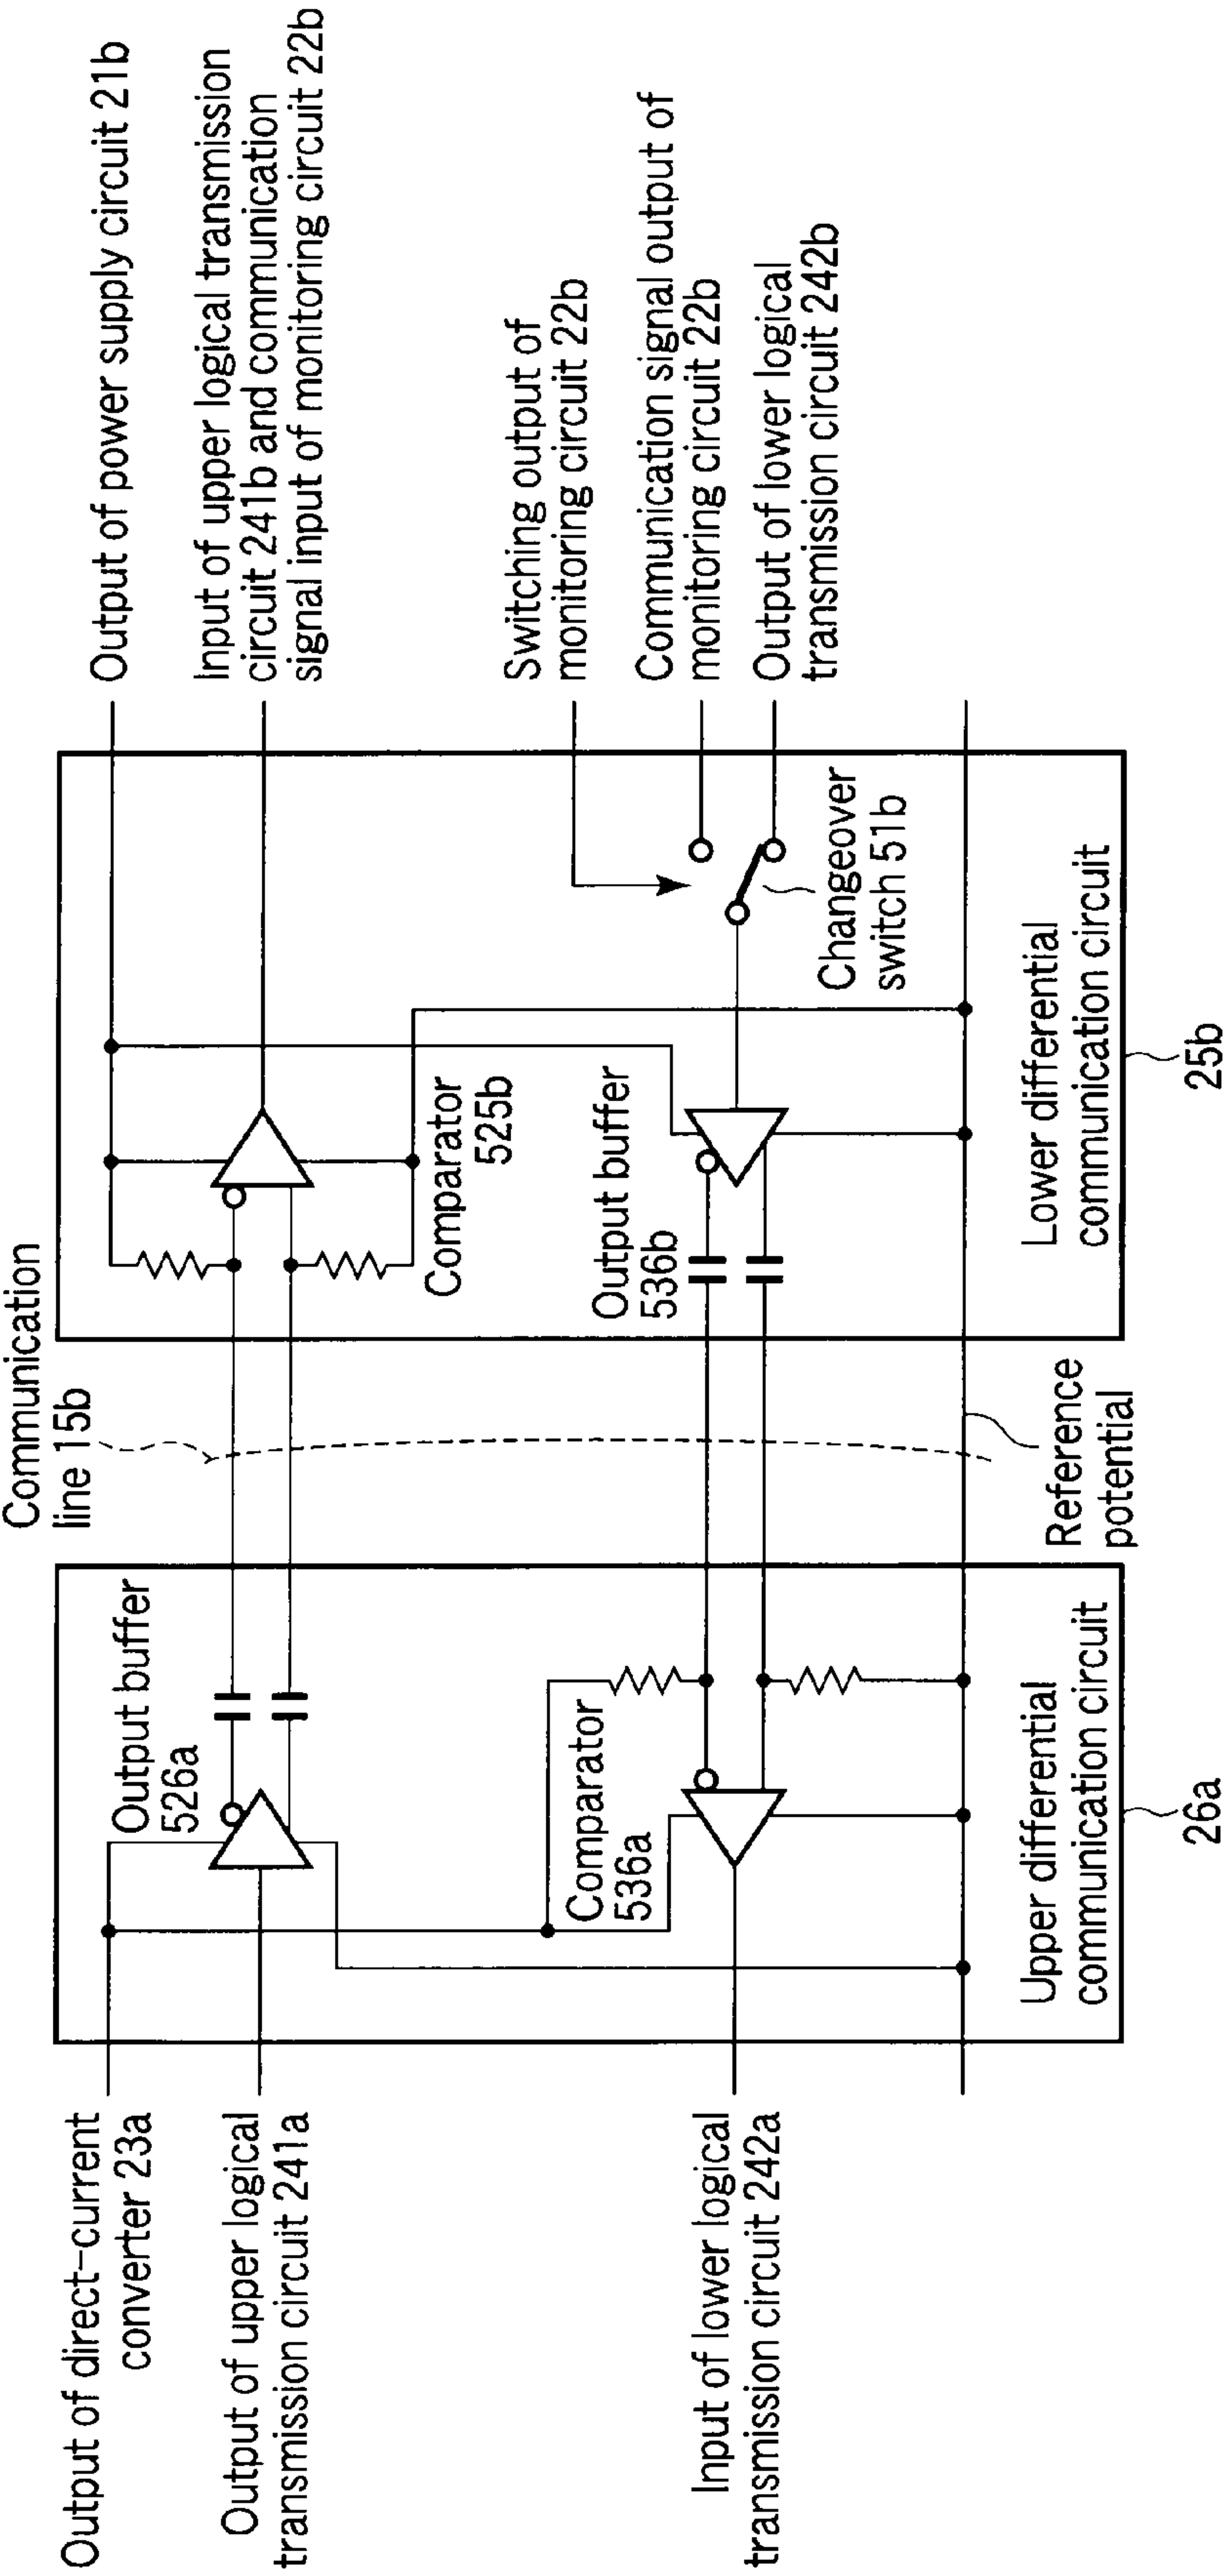 Output of direct-current
converter 23a
Output of upper logical
transmission circuit 241a
Input of lower logical
transmission circuit 242a
Output buffer
526a
Comparator
536a
Upper differential
communication circuit
26a
Communication
line 15b
Reference
potential
Comparator
525b
Output buffer
536b
Changeover
switch 51b
Lower differential
communication circuit
25b
Output of power supply circuit 21b
Input of upper logical transmission
circuit 241b and communication
signal input of monitoring circuit 22b
Switching output of
monitoring circuit 22b
Communication signal output of
monitoring circuit 22b
Output of lower logical
transmission circuit 242b